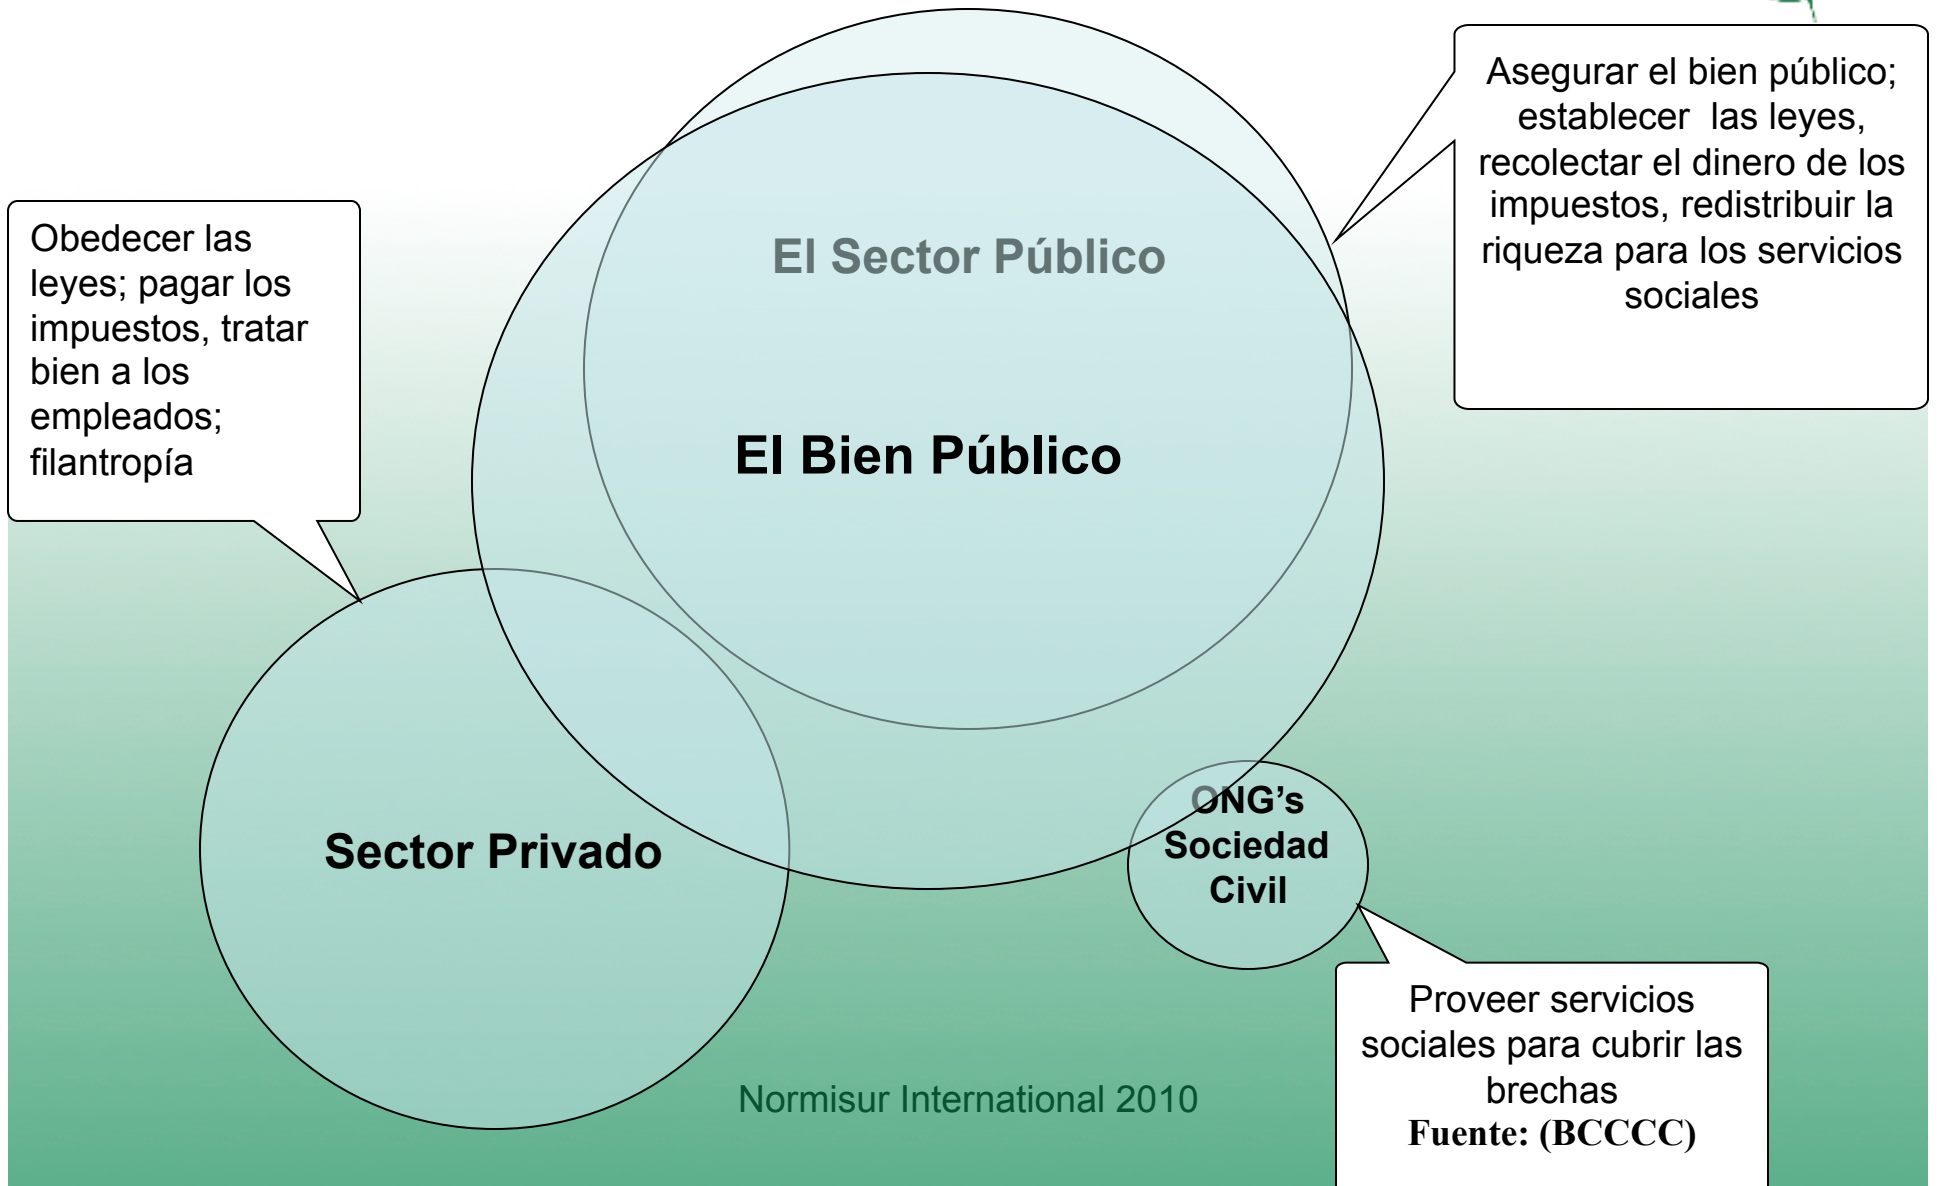 Asegurar el bien público;
establecer las leyes,
recolectar el dinero de los
impuestos, redistribuir la
riqueza para los servicios
sociales
Obedecer las
leyes; pagar los
impuestos, tratar
bien a los
empleados;
filantropía
El Sector Público
El Bien Público
Sector Privado
ONG's
Sociedad
Civil
Proveer servicios
sociales para cubrir las
brechas
Fuente: (BCCCC)
Normisur International 2010